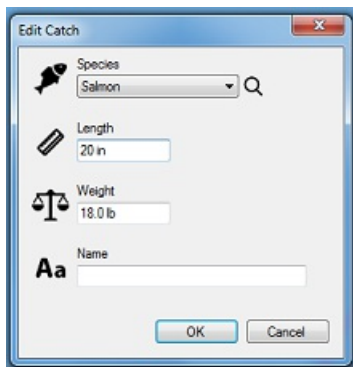 Edit Catch
Species
Salmon
Length
20 in
Weight
18.0 lb
Aa
Name
OK
Cancel